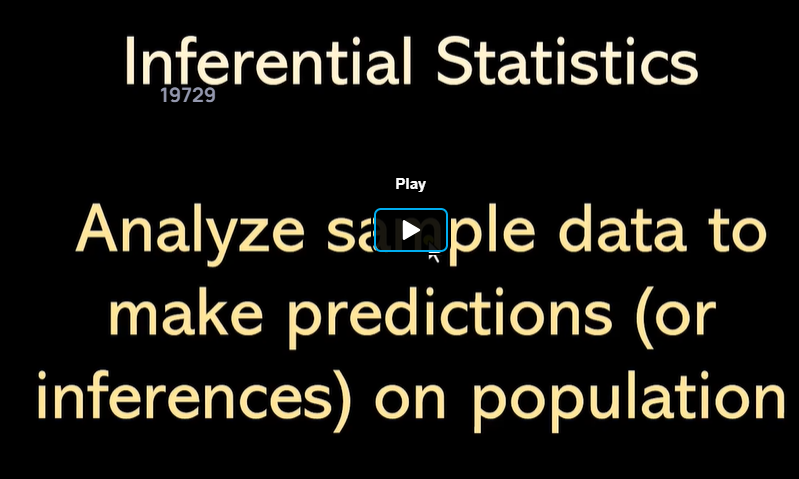 Inferential Statistics
19729
Play
Analyze sample data to
make predictions (or
inferences) on population